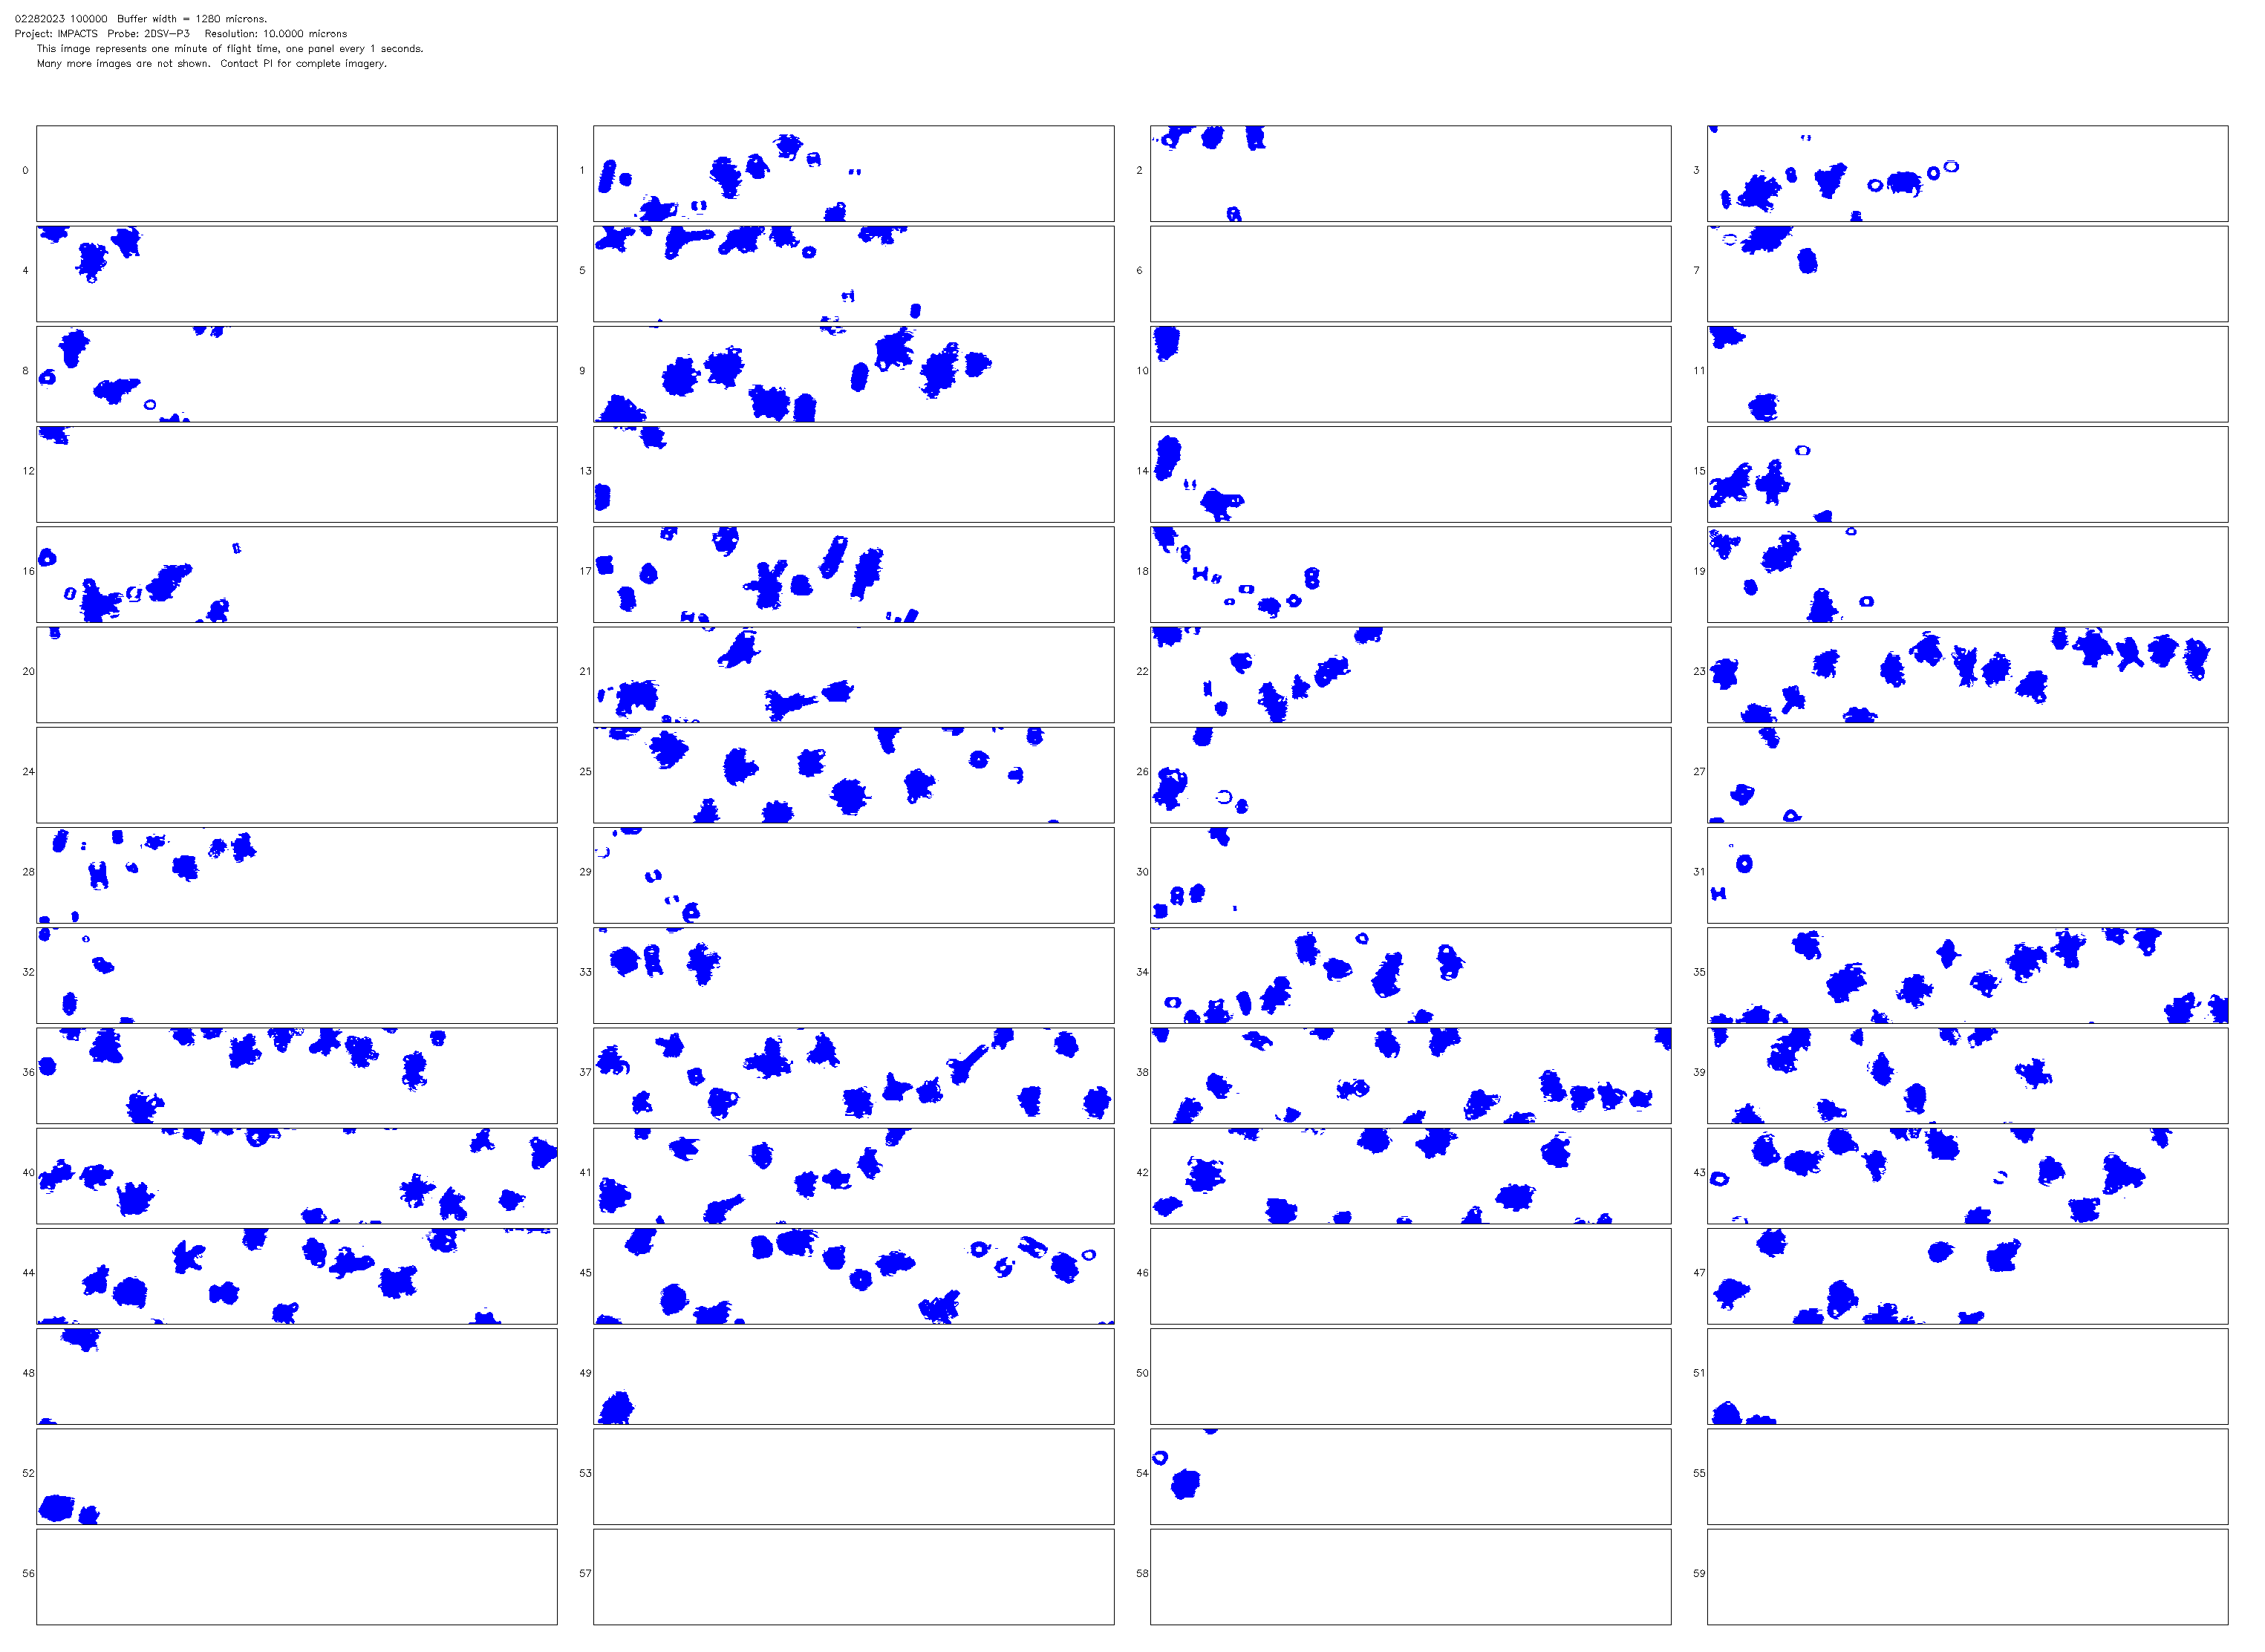 02282023 100000 Buffer width = 1280 microns.
Project: IMPACTS Probe: 2DSV-P3 Resolution: 10.0000 microns
This image represents one minute of flight time, one panel every 1 seconds.
Many more images are not shown. Contact PI for complete imagery.
0 1 2 3
4 5 6 7
8 9 10 11
12 13 14 15
16 17 18 19
20 21 22 23
24 25 26 27
28 29 30 31
32 33 34 35
36 37 38 39
40 41 42 43
44 45 46 47
48 49 50 51
52 53 54 55
56 57 58 59